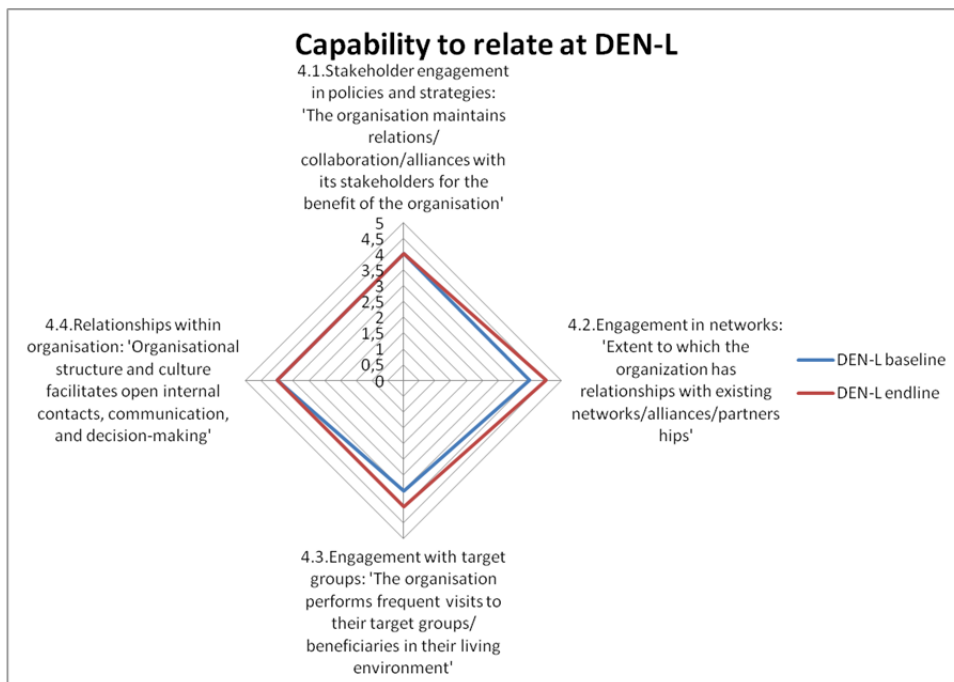 Capability to relate at DEN-L
4.1.Stakeholder engagement
in policies and strategies:
'The organisation maintains
relations/
collaboration/alliances with
its stakeholders for the
benefit of the organisation'
5
4,5
4
3,5
3
2,5
2
1,5
1
0,5
0
4.2.Engagement in networks:
'Extent to which the
organization has
relationships with existing
networks/alliances/partners
hips'
4.3.Engagement with target
groups: 'The organisation
performs frequent visits to
their target groups/
beneficiaries in their living
environment'
4.4.Relationships within
organisation: 'Organisational
structure and culture
facilitates open internal
contacts, communication,
and decision-making'
DEN-L baseline
DEN-L endline